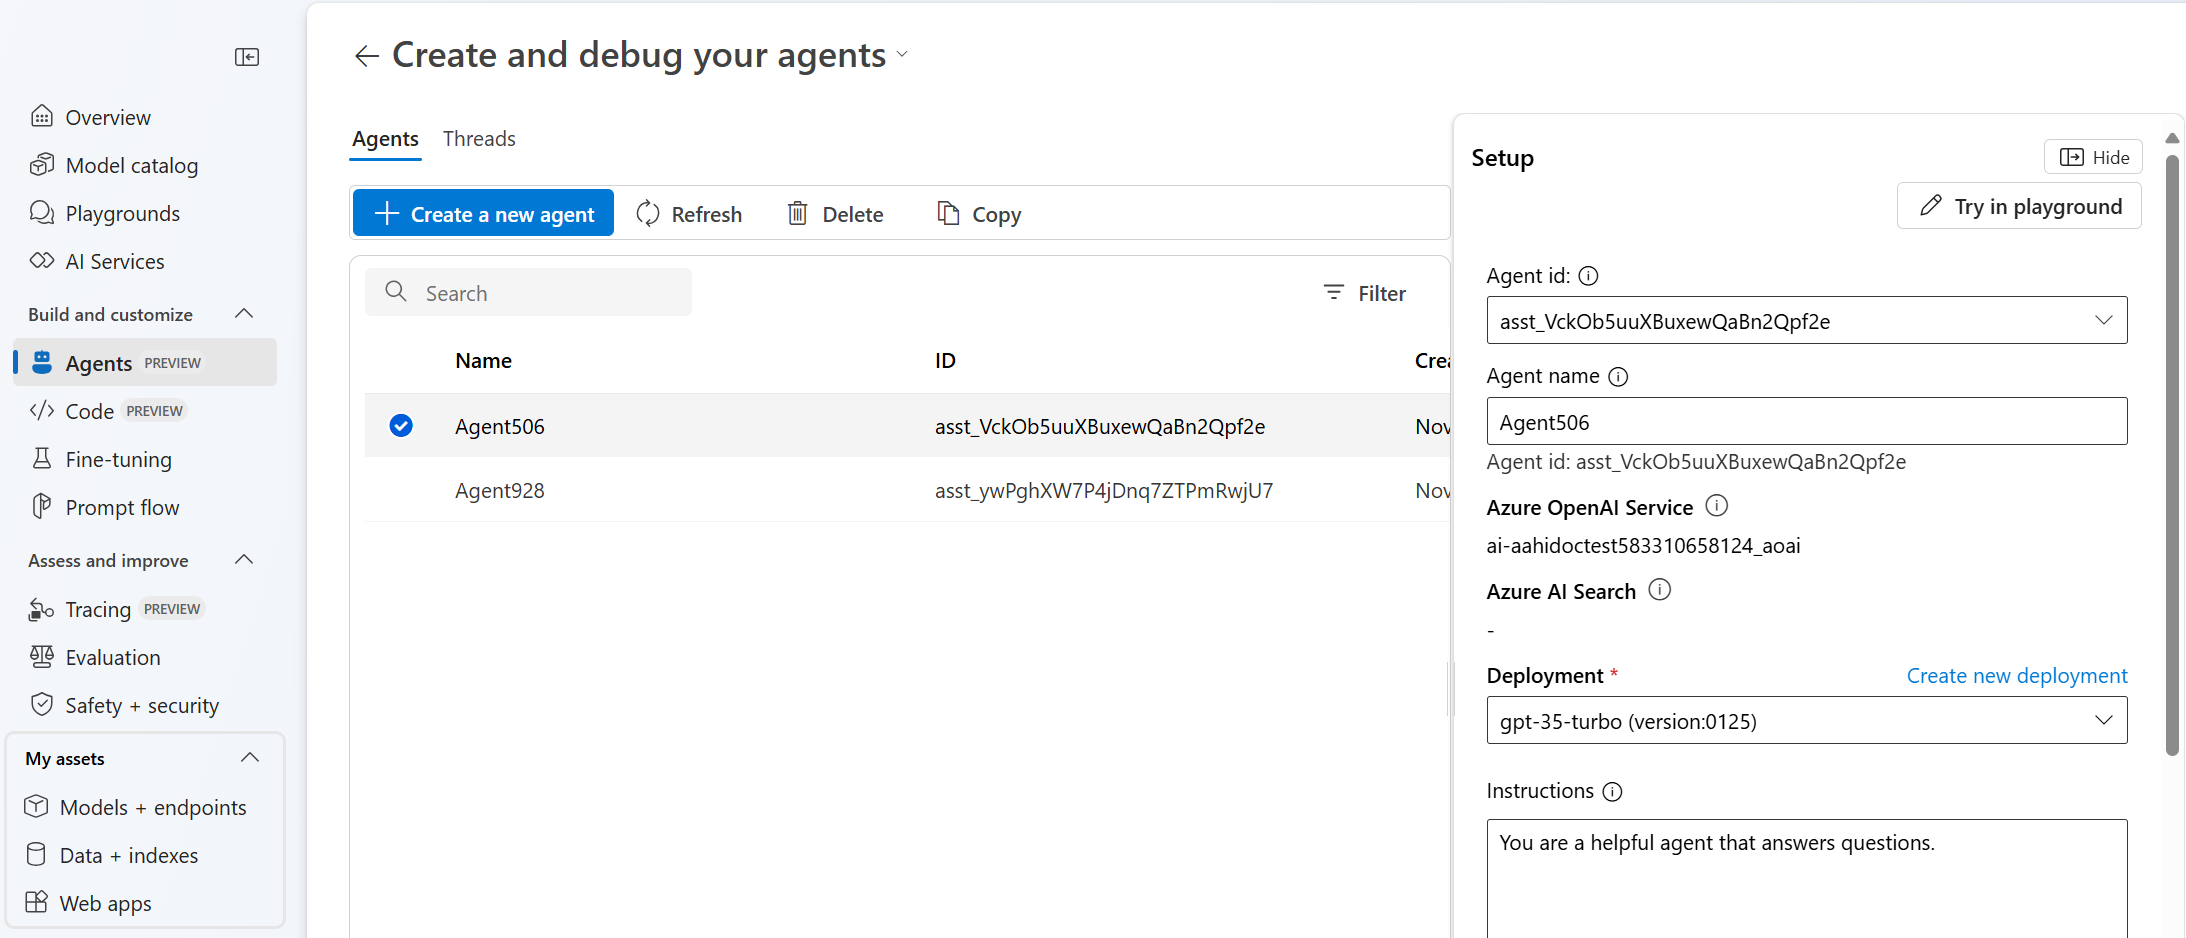 Overview
Model catalog
Playgrounds
AI Services
Build and customize
Agents PREVIEW
Code PREVIEW
Fine-tuning
Prompt flow
Assess and improve
Tracing PREVIEW
Evaluation
Safety + security
My assets
Models + endpoints
Data + indexes
Web apps
Create and debug your agents
Agents Threads
Create a new agent Refresh Delete Copy
Search Filter
Name ID Crea
Agent506 asst_VckOb5uuXBuxewQaBn2Qpf2e Nov
Agent928 asst_ywPghXW7P4jDnq7ZTPmRwjU7 Nov
Setup Hide
Try in playground
Agent id:
asst_VckOb5uuXBuxewQaBn2Qpf2e
Agent name
Agent506
Agent id: asst_VckOb5uuXBuxewQaBn2Qpf2e
Azure OpenAI Service
ai-aahidoctest583310658124_aoai
Azure AI Search
-
Deployment * Create new deployment
gpt-35-turbo (version:0125)
Instructions
You are a helpful agent that answers questions.